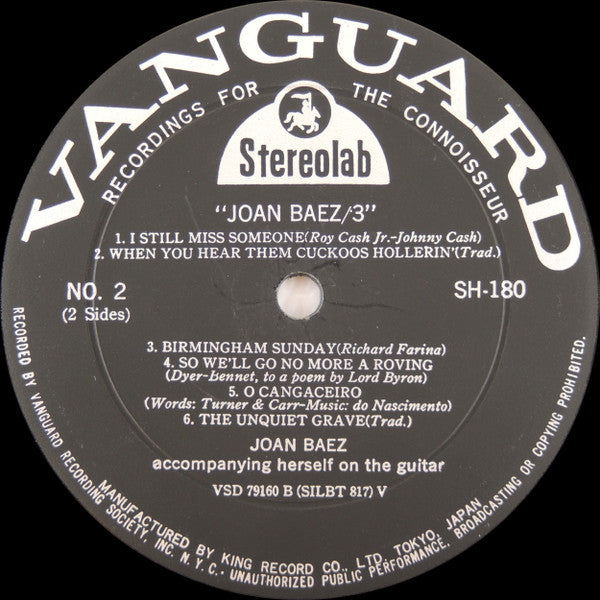 VANGUARD
RECORDINGS FOR THE CONNOISSEUR
Stereolab
"JOAN BAEZ/3"
1. I STILL MISS SOMEONE(Roy Cash Jr.-Johnny Cash)
2. WHEN YOU HEAR THEM CUCKOOS HOLLERIN'(Trad.)
NO. 2
(2 Sides)
SH-180
3. BIRMINGHAM SUNDAY(Richard Farina)
4. SO WE'LL GO NO MORE A ROVING
(Dyer-Bennet, to a poem by Lord Byron)
5. O CANGACEIRO
(Words: Turner & Carr-Music: do Nascimento)
6. THE UNQUIET GRAVE(Trad.)
JOAN BAEZ
accompanying herself on the guitar
VSD 79160 B (SILBT 817) V
MANUFACTURED BY KING RECORD CO., LTD. TOKYO, JAPAN
RECORDED BY VANGUARD RECORDING SOCIETY, INC. N.Y.C. · UNAUTHORIZED PUBLIC PERFORMANCE, BROADCASTING OR COPYING PROHIBITED.